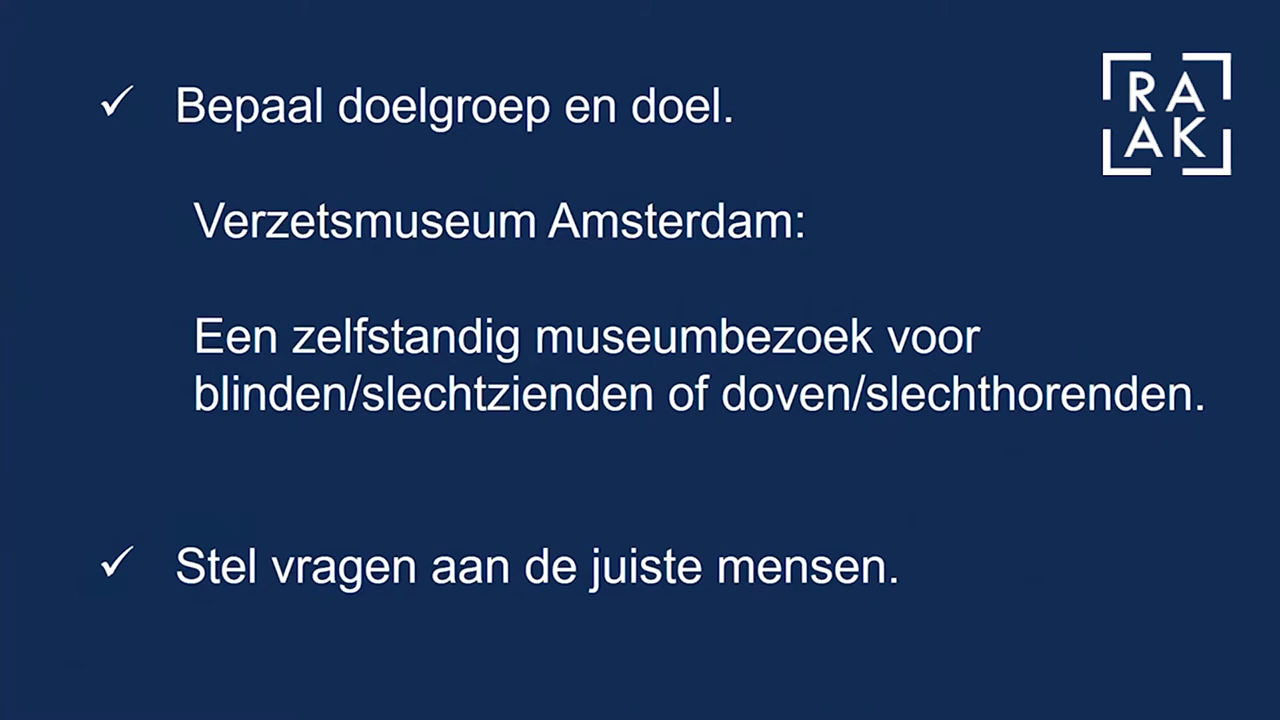 ✓ Bepaal doelgroep en doel.
RA
AK
Verzetsmuseum Amsterdam:
Een zelfstandig museumbezoek voor
blinden/slechtzienden of doven/slechthorenden.
✓ Stel vragen aan de juiste mensen.